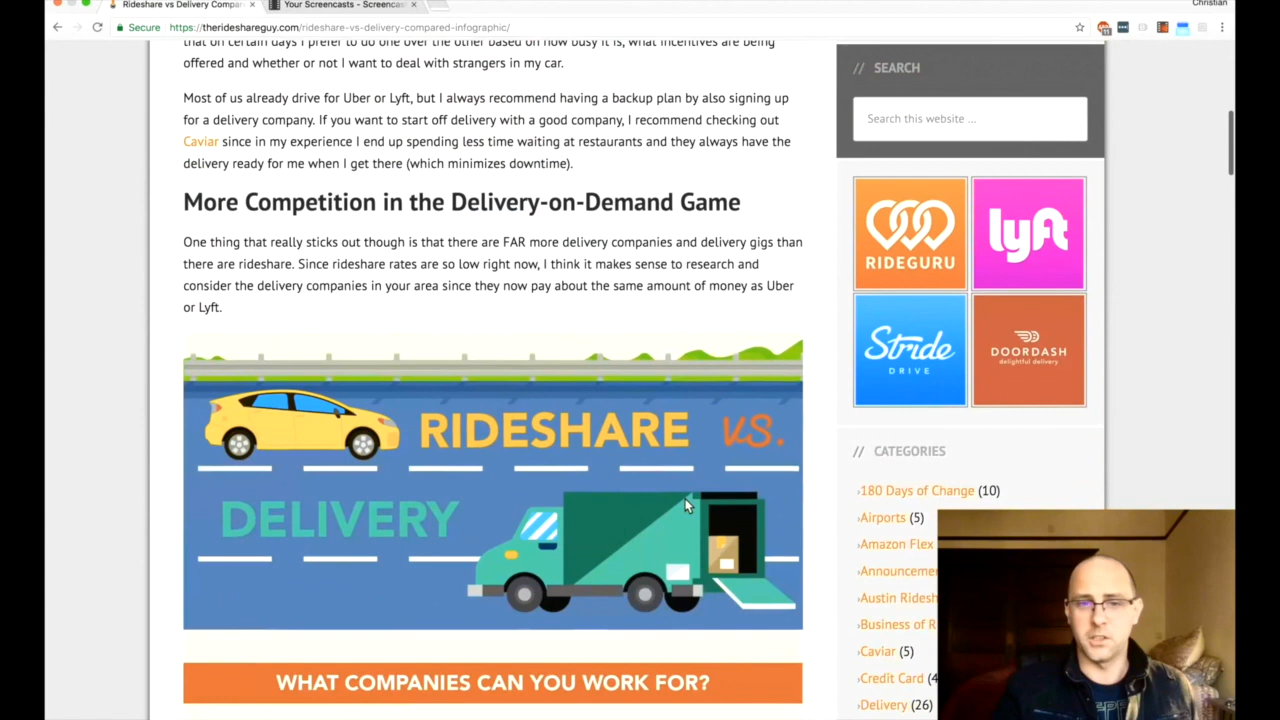 Rideshare vs Delivery Compar
Your Screencasts - Screencas
Christian
Secure
https://therideshareguy.com/rideshare-vs-delivery-compared-infographic/
that on certain days I prefer to do one over the other based on how busy it is, what incentives are being
offered and whether or not I want to deal with strangers in my car.
Most of us already drive for Uber or Lyft, but I always recommend having a backup plan by also signing up
for a delivery company. If you want to start off delivery with a good company, I recommend checking out
Caviar since in my experience I end up spending less time waiting at restaurants and they always have the
delivery ready for me when I get there (which minimizes downtime).
More Competition in the Delivery-on-Demand Game
One thing that really sticks out though is that there are FAR more delivery companies and delivery gigs than
there are rideshare. Since rideshare rates are so low right now, I think it makes sense to research and
consider the delivery companies in your area since they now pay about the same amount of money as Uber
or Lyft.
RIDESHARE vs.
DELIVERY
WHAT COMPANIES CAN YOU WORK FOR?
// SEARCH
Search this website ...
RIDEGURU
lyft
Stride
DRIVE
DOORDASH
delightful delivery
// CATEGORIES
›180 Days of Change (10)
›Airports (5)
›Amazon Flex
›Announcemen
›Austin Ridesh
›Business of R
›Caviar (5)
›Credit Card (4
›Delivery (26)